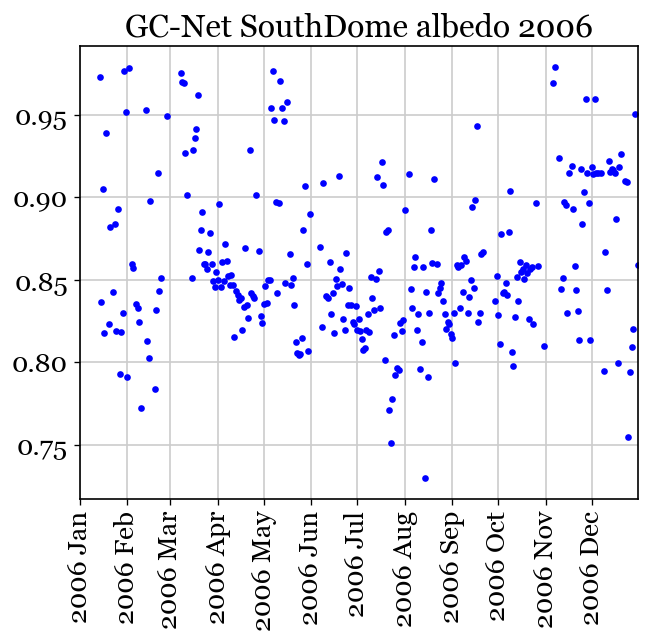 GC-Net SouthDome albedo 2006
0.95
0.90
0.85
0.80
0.75
2006 Jan
2006 Feb
2006 Mar
2006 Apr
2006 May
2006 Jun
2006 Jul
2006 Aug
2006 Sep
2006 Oct
2006 Nov
2006 Dec